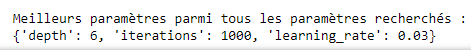 Meilleurs paramètres parmi tous les paramètres recherchés :
{'depth': 6, 'iterations': 1000, 'learning_rate': 0.03}